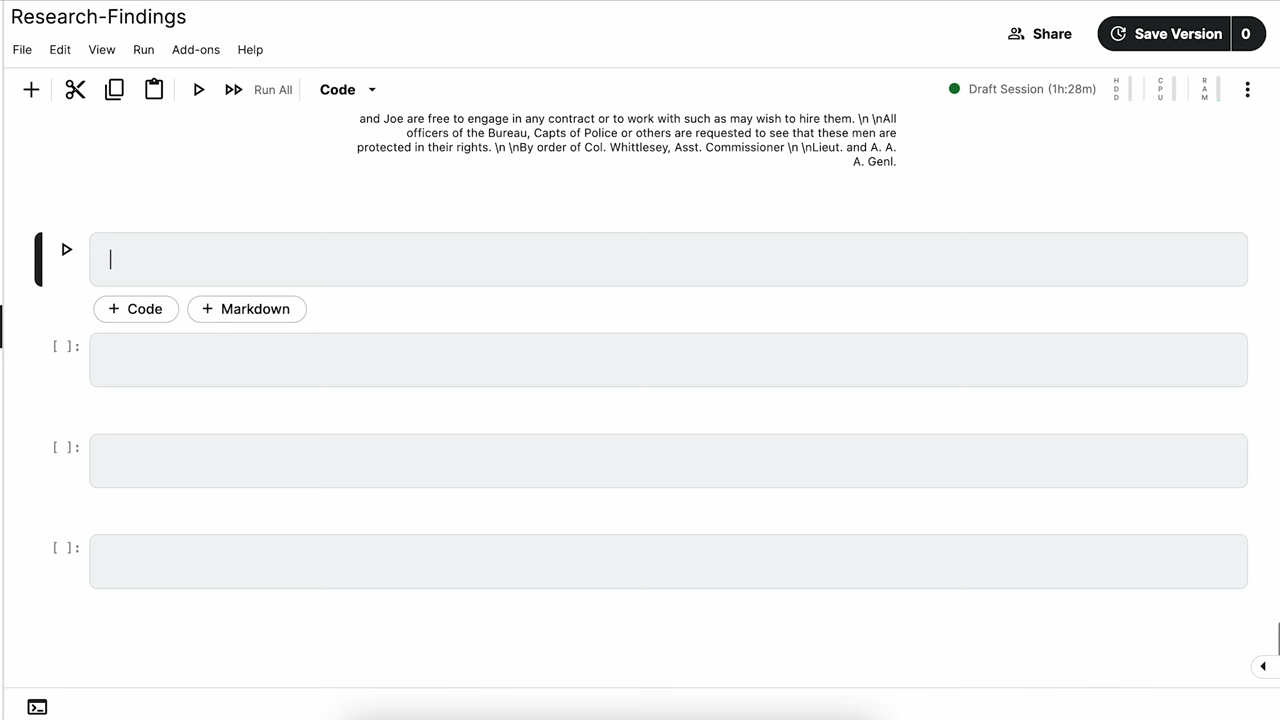 Research-Findings
File Edit View Run Add-ons Help
Share
Save Version 0
Run All
Code
Draft Session (1h:28m)
HDD
CPU
RAM
and Joe are free to engage in any contract or to work with such as may wish to hire them. \n \nAll
officers of the Bureau, Capts of Police or others are requested to see that these men are
protected in their rights. \n \nBy order of Col. Whittlesey, Asst. Commissioner \n \nLieut. and A. A.
A. Genl.
+ Code
+ Markdown
[ ]:
[ ]:
[ ]: